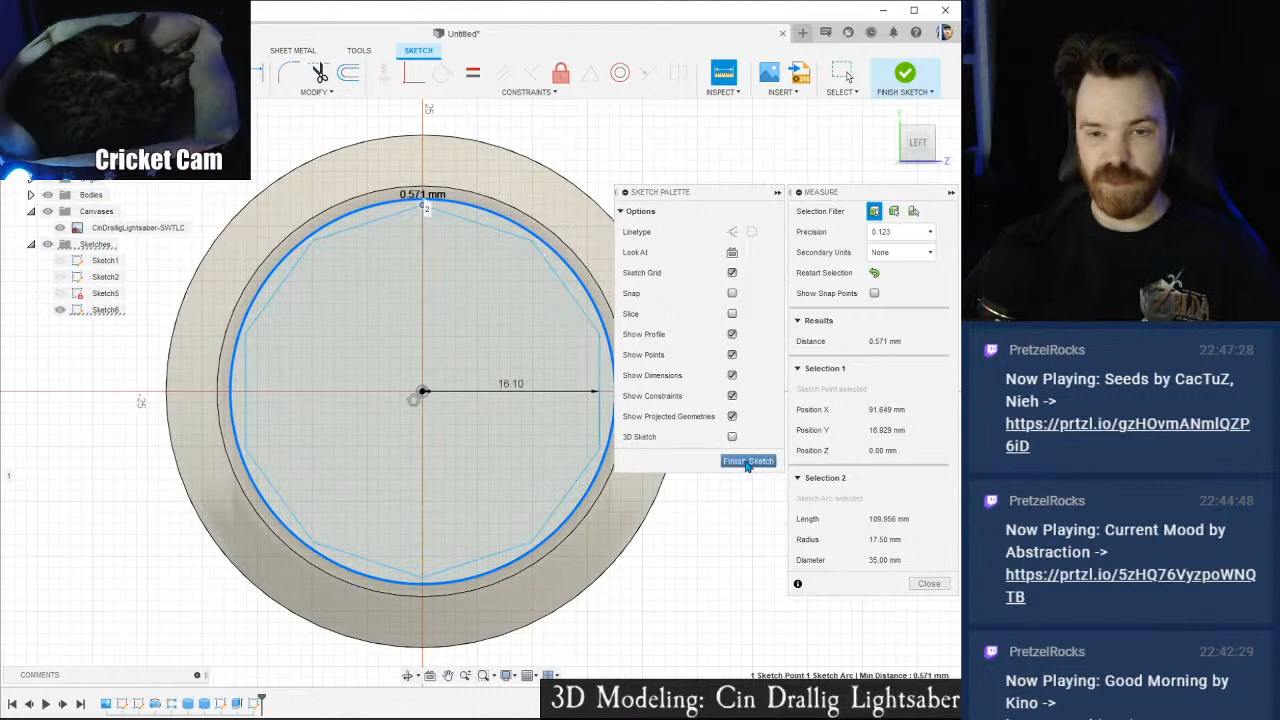 Cricket Cam
Untitled*
SHEET METAL
TOOLS
SKETCH
MODIFY
CONSTRAINTS
INSPECT
INSERT
SELECT
FINISH SKETCH
Bodies
Canvases
CinDralligLightsaber-SWTLC
Sketches
Sketch1
Sketch2
Sketch5
Sketch6
25
-25
0.571 mm
2
16.10
1
LEFT
Y
Z
SKETCH PALETTE
Options
Linetype
Look At
Sketch Grid
Snap
Slice
Show Profile
Show Points
Show Dimensions
Show Constraints
Show Projected Geometries
3D Sketch
Finish Sketch
MEASURE
Selection Filter
Precision 0.123
Secondary Units None
Restart Selection
Show Snap Points
Results
Distance 0.571 mm
Selection 1
Sketch Point selected
Position X 91.649 mm
Position Y 16.929 mm
Position Z 0.00 mm
Selection 2
Sketch Arc selected
Length 109.956 mm
Radius 17.50 mm
Diameter 35.00 mm
Close
COMMENTS
1 Sketch Point 1 Sketch Arc | Min Distance : 0.571 mm
3D Modeling: Cin Drallig Lightsaber
PretzelRocks 22:47:28
Now Playing: Seeds by CacTuZ,
Nieh ->
https://prtzl.io/gzHOvmANmlQZP
6iD
PretzelRocks 22:44:48
Now Playing: Current Mood by
Abstraction ->
https://prtzl.io/5zHQ76VyzpoWNQ
TB
PretzelRocks 22:42:29
Now Playing: Good Morning by
Kino ->